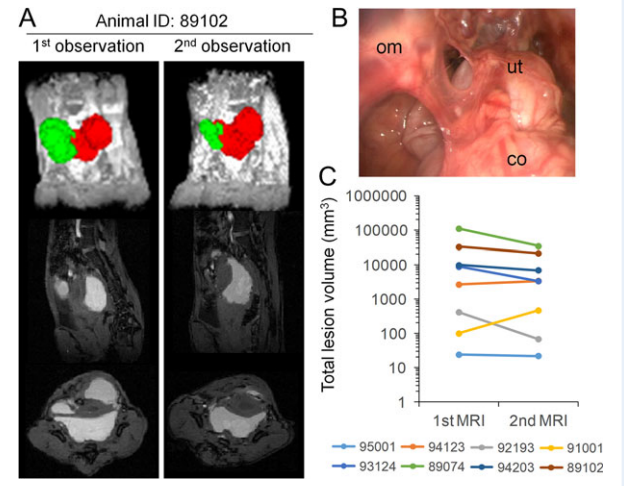 A
Animal ID: 89102
1st observation
2nd observation
B
om
ut
co
C
Total lesion volume (mm3)
1000000
100000
10000
1000
100
10
1
1st MRI
2nd MRI
95001
94123
92193
91001
93124
89074
94203
89102